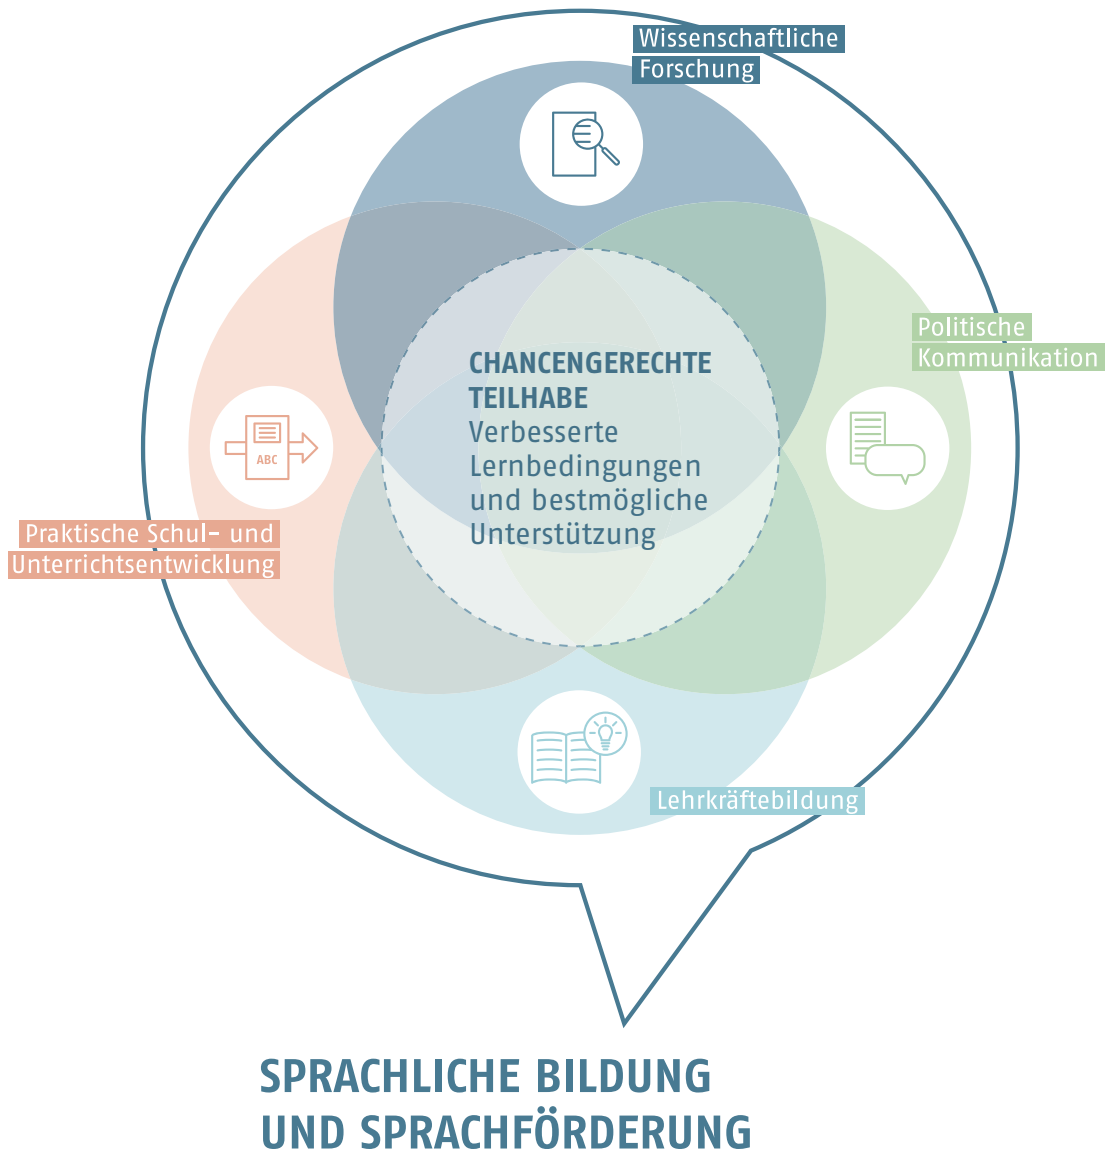 Wissenschaftliche
Forschung
Politische
Kommunikation
CHANCENGERECHTE
TEILHABE
Verbesserte
Lernbedingungen
und bestmögliche
Unterstützung
ABC
Praktische Schul- und
Unterrichtsentwicklung
Lehrkräftebildung
SPRACHLICHE BILDUNG
UND SPRACHFÖRDERUNG